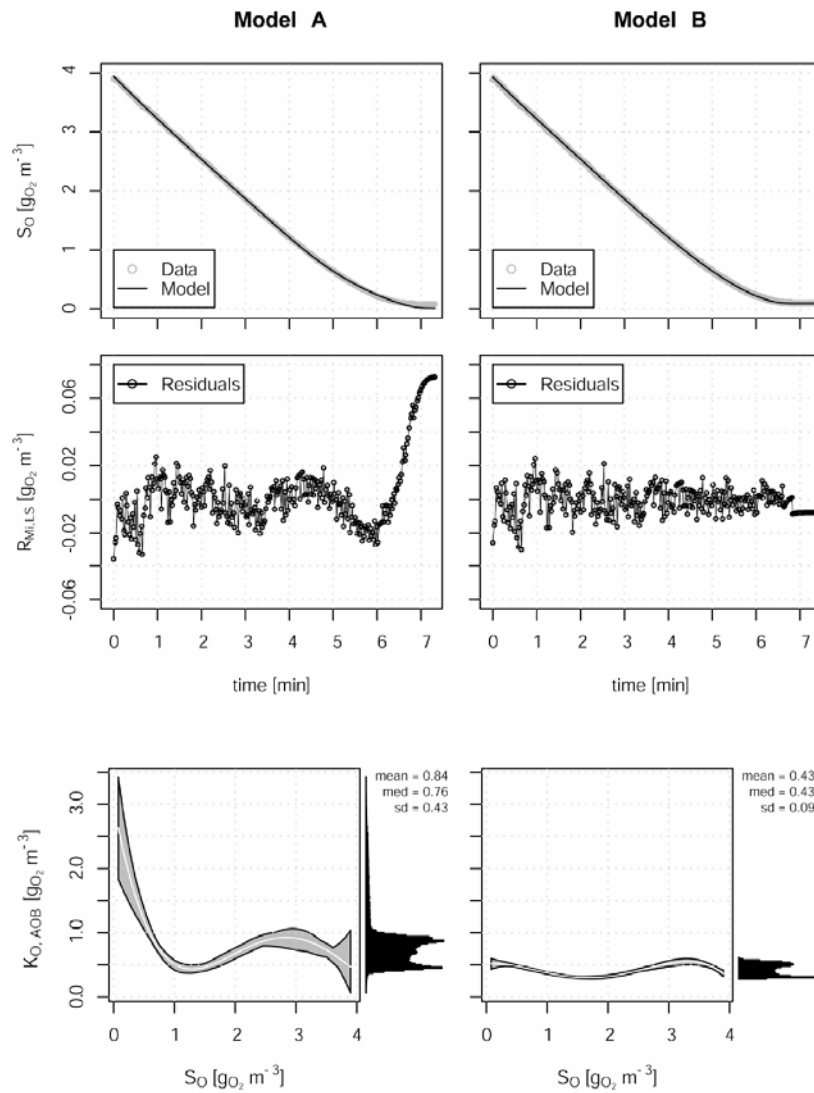 Model A
Model B
S_O [g_O2 m^-3]
4
3
2
1
0
Data
Model
Data
Model
R_Mi,LS [g_O2 m^-3]
0.06
0.02
-0.02
-0.06
Residuals
Residuals
0 1 2 3 4 5 6 7
0 1 2 3 4 5 6 7
time [min]
time [min]
K_O, AOB [g_O2 m^-3]
3.0
2.0
1.0
0.0
mean = 0.84
med = 0.76
sd = 0.43
mean = 0.43
med = 0.43
sd = 0.09
0 1 2 3 4
0 1 2 3 4
S_O [g_O2 m^-3]
S_O [g_O2 m^-3]